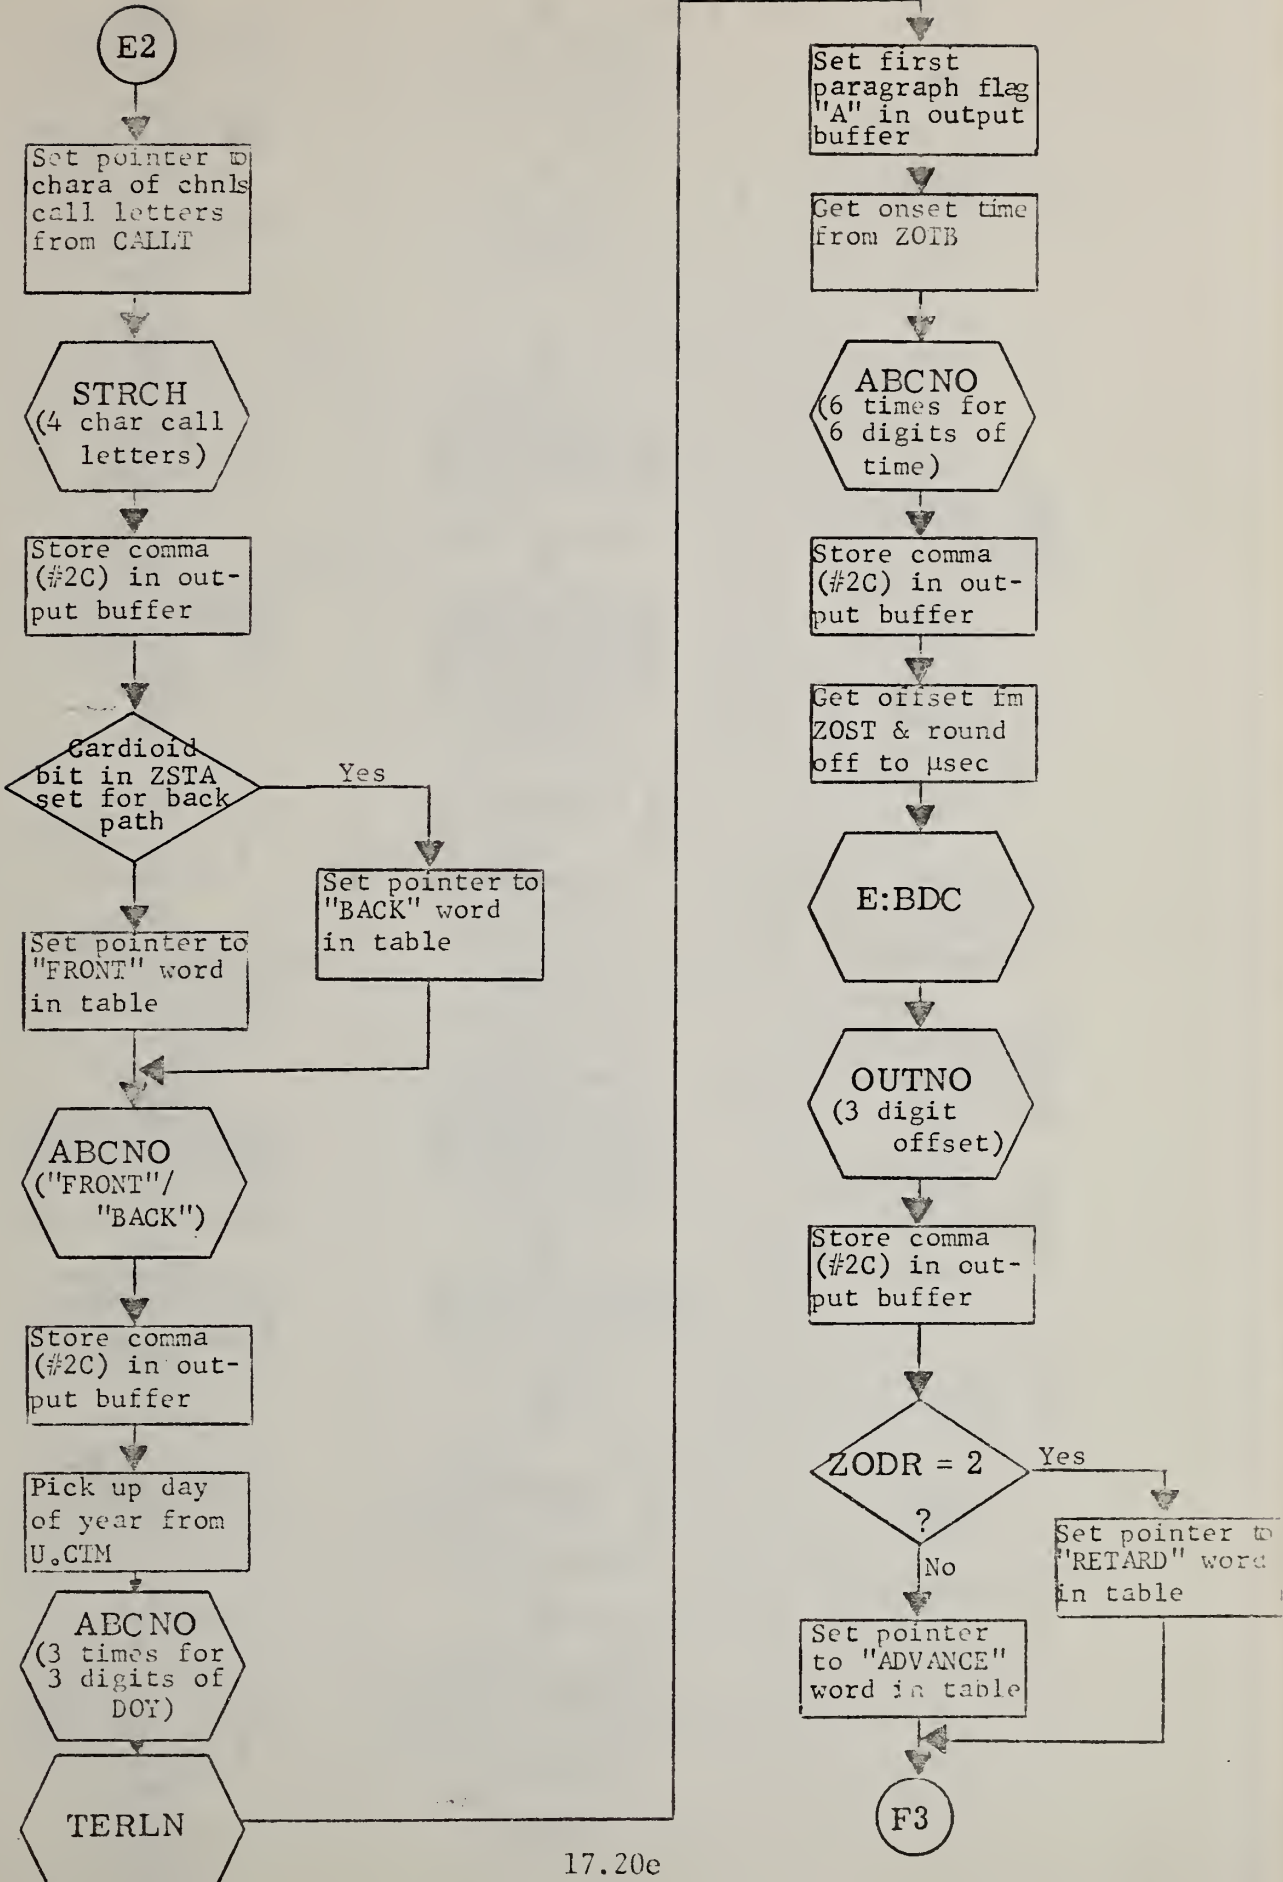 E2
Set pointer to
chara of chnls
call letters
from CALLT
STRCH
(4 char call
letters)
Store comma
(#2C) in out-
put buffer
Cardioid
bit in ZSTA
set for back
path
Yes
Set pointer to
"BACK" word
in table
Set pointer to
"FRONT" word
in table
ABCNO
("FRONT"/
"BACK")
Store comma
(#2C) in out-
put buffer
Pick up day
of year from
U.CTM
ABCNO
(3 times for
3 digits of
DOY)
TERLN
Set first
paragraph flag
"A" in output
buffer
Get onset time
from ZOTB
ABCNO
(6 times for
6 digits of
time)
Store comma
(#2C) in out-
put buffer
Get offset fm
ZOST & round
off to µsec
E:BDC
OUTNO
(3 digit
offset)
Store comma
(#2C) in out-
put buffer
ZODR = 2
?
Yes
Set pointer to
"RETARD" word
in table
No
Set pointer
to "ADVANCE"
word in table
F3
17.20e